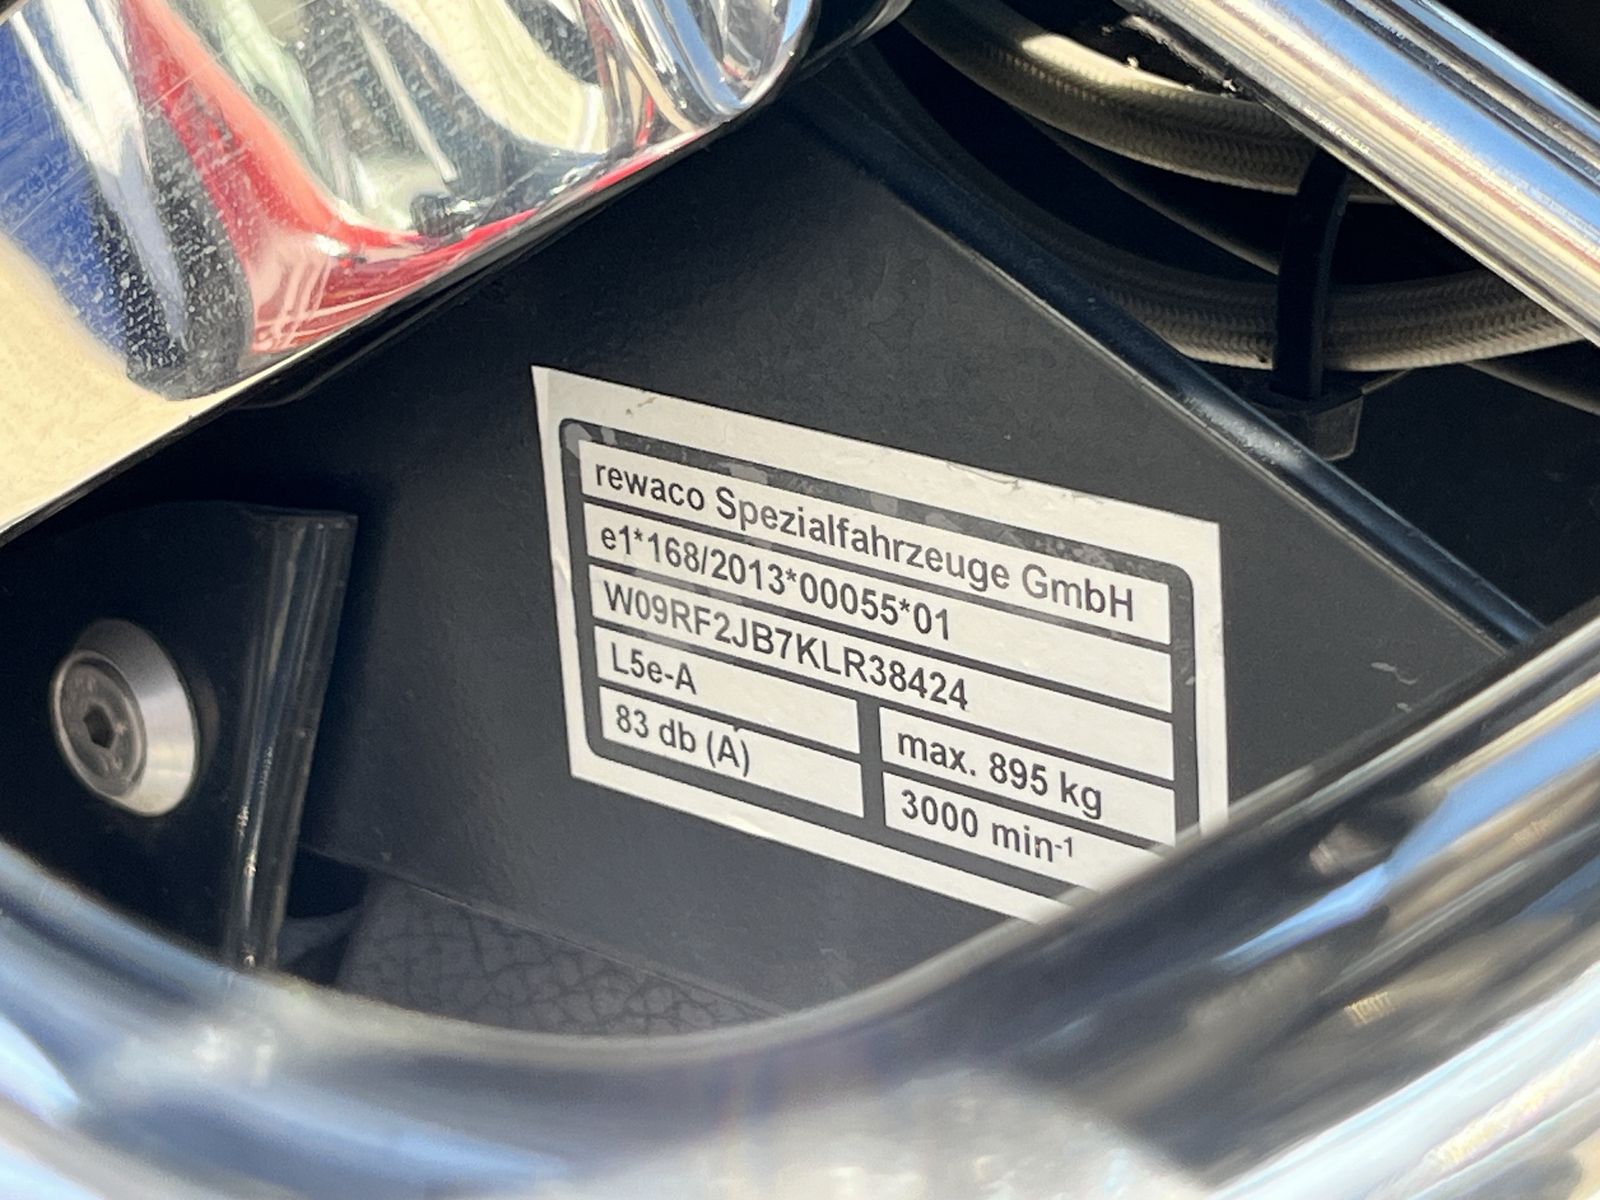 rewaco Spezialfahrzeuge GmbH
e1*168/2013*00055*01
W09RF2JB7KLR38424
L5e-A
max. 895 kg
83 db (A)
3000 min-¹